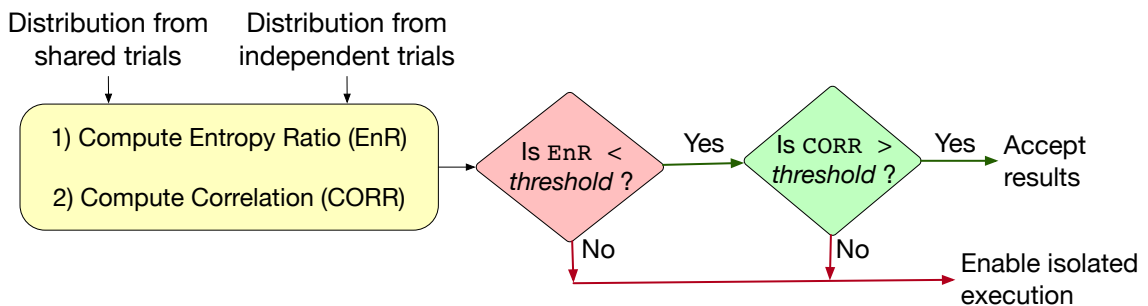 Distribution from
shared trials
Distribution from
independent trials
1) Compute Entropy Ratio (EnR)
2) Compute Correlation (CORR)
Is EnR <
threshold ?
Yes
No
Is CORR >
threshold ?
Yes
No
Accept
results
Enable isolated
execution